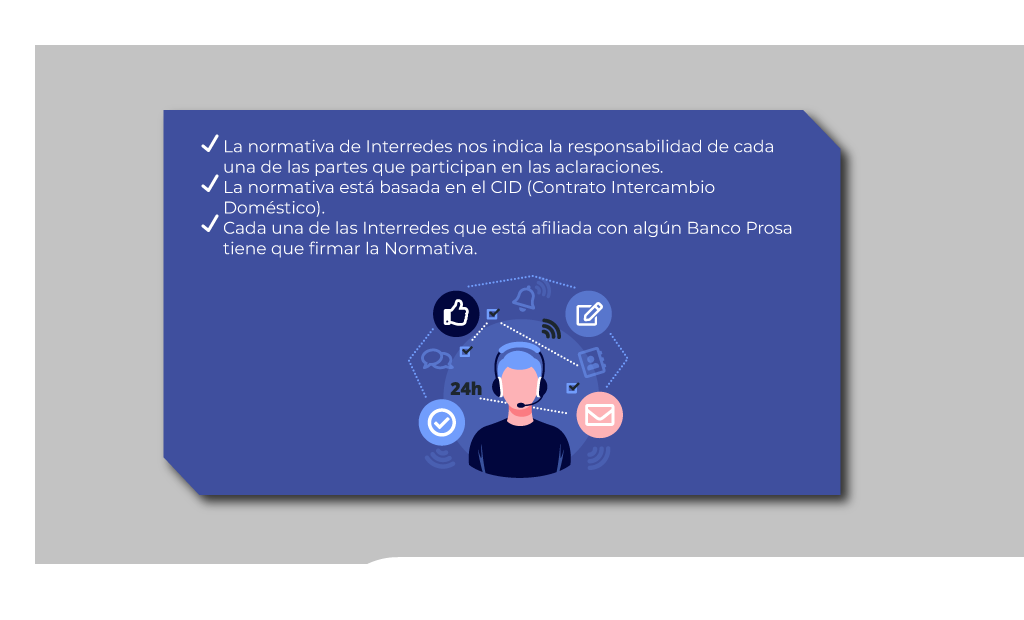 La normativa de Interredes nos indica la responsabilidad de cada
una de las partes que participan en las aclaraciones.
La normativa está basada en el CID (Contrato Intercambio
Doméstico).
Cada una de las Interredes que está afiliada con algún Banco Prosa
tiene que firmar la Normativa.
24h